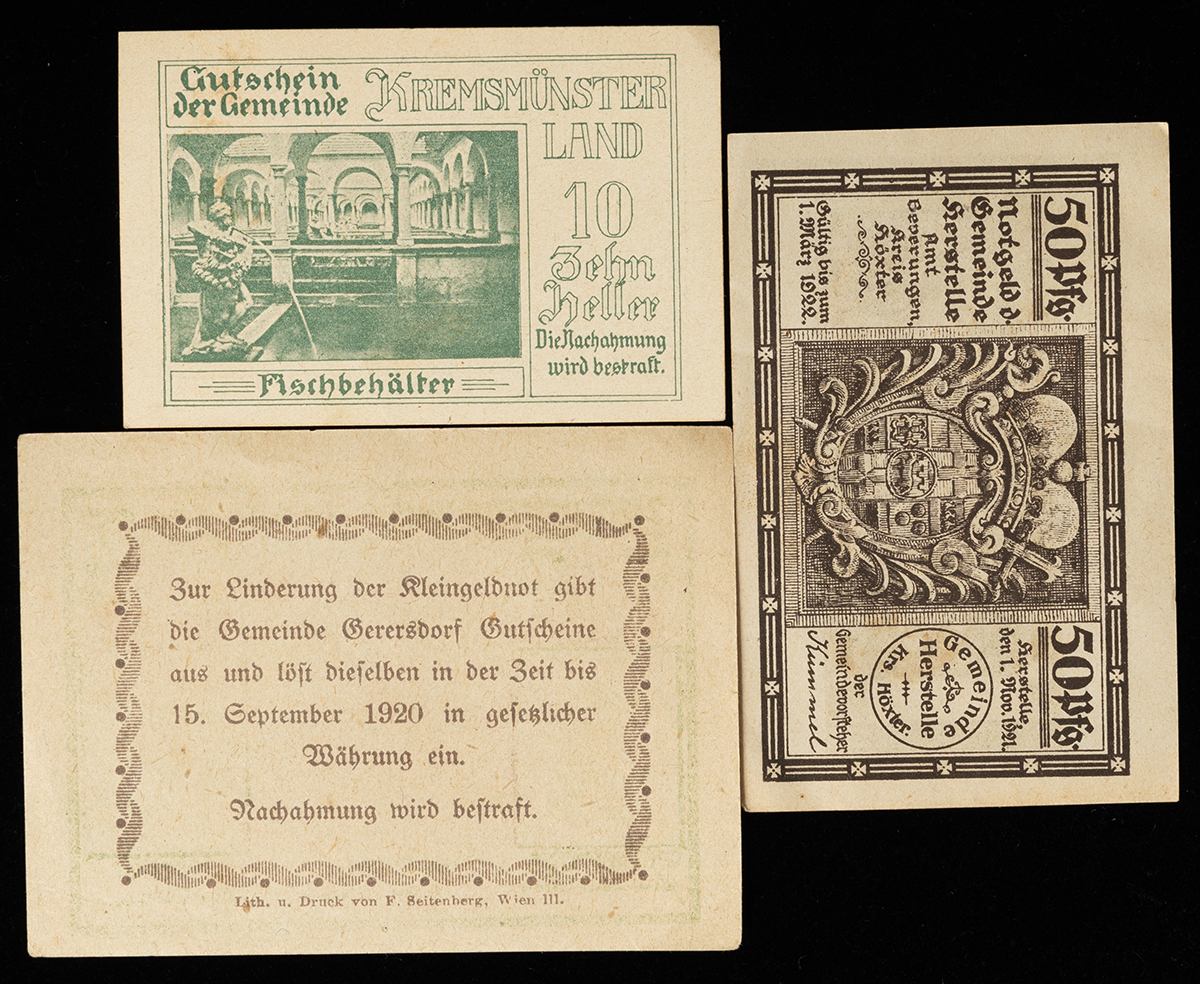 Gutschein
der Gemeinde
KREMSMÜNSTER
LAND
10
Zehn
Heller
Die Nachahmung
wird bestraft.
Fischbehälter
Zur Linderung der Kleingeldnot gibt
die Gemeinde Gerersdorf Gutscheine
aus und löst dieselben in der Zeit bis
15. September 1920 in gesetzlicher
Währung ein.
Nachahmung wird bestraft.
Lith. u. Druck von F. Seitenberg, Wien III.
50 Pfg.
Notgeld d.
Gemeinde
Herstelle
Amt
Beverungen,
Kreis
Höxter
Gültig bis zum
1. März 1922.
50 Pfg.
Herstelle,
den 1. Nov. 1921.
Gemeinde
Herstelle
Krs. Höxter.
der
Gemeindevorsteher
Kimmel